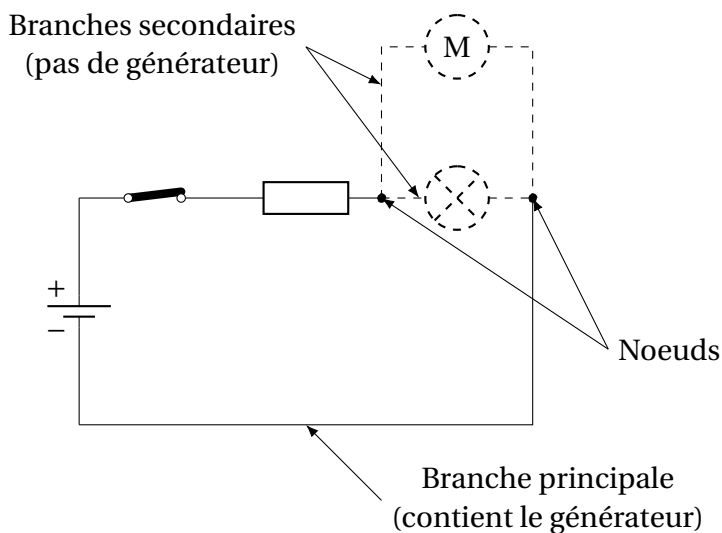 Branches secondaires
(pas de générateur)
M
+
−
Noeuds
Branche principale
(contient le générateur)